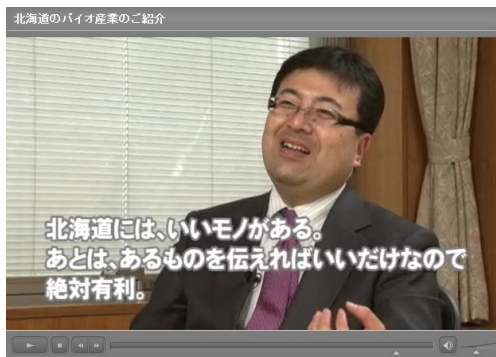 北海道のバイオ産業のご紹介
北海道には、いいモノがある。
あとは、あるものを伝えればいいだけなので
絶対有利。